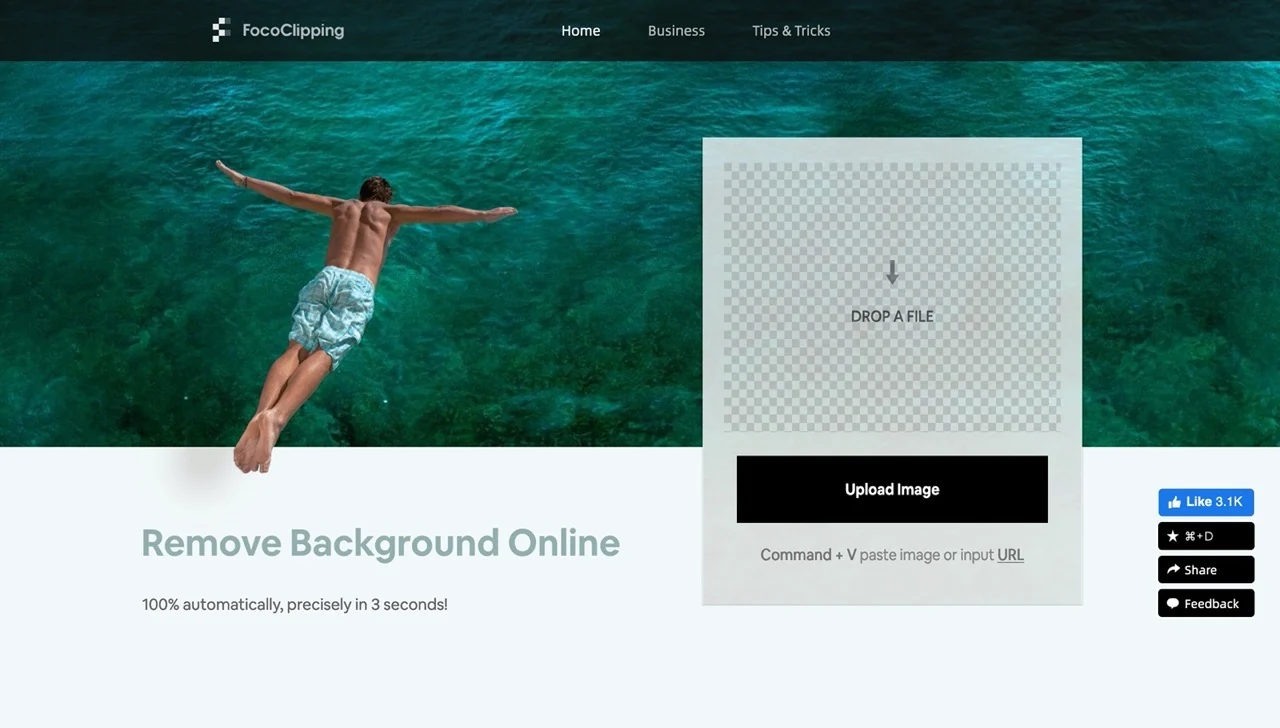 FocoClipping
Home
Business
Tips & Tricks
DROP A FILE
Upload Image
Command + V paste image or input URL
Remove Background Online
100% automatically, precisely in 3 seconds!
Like 3.1K
⌘+D
Share
Feedback